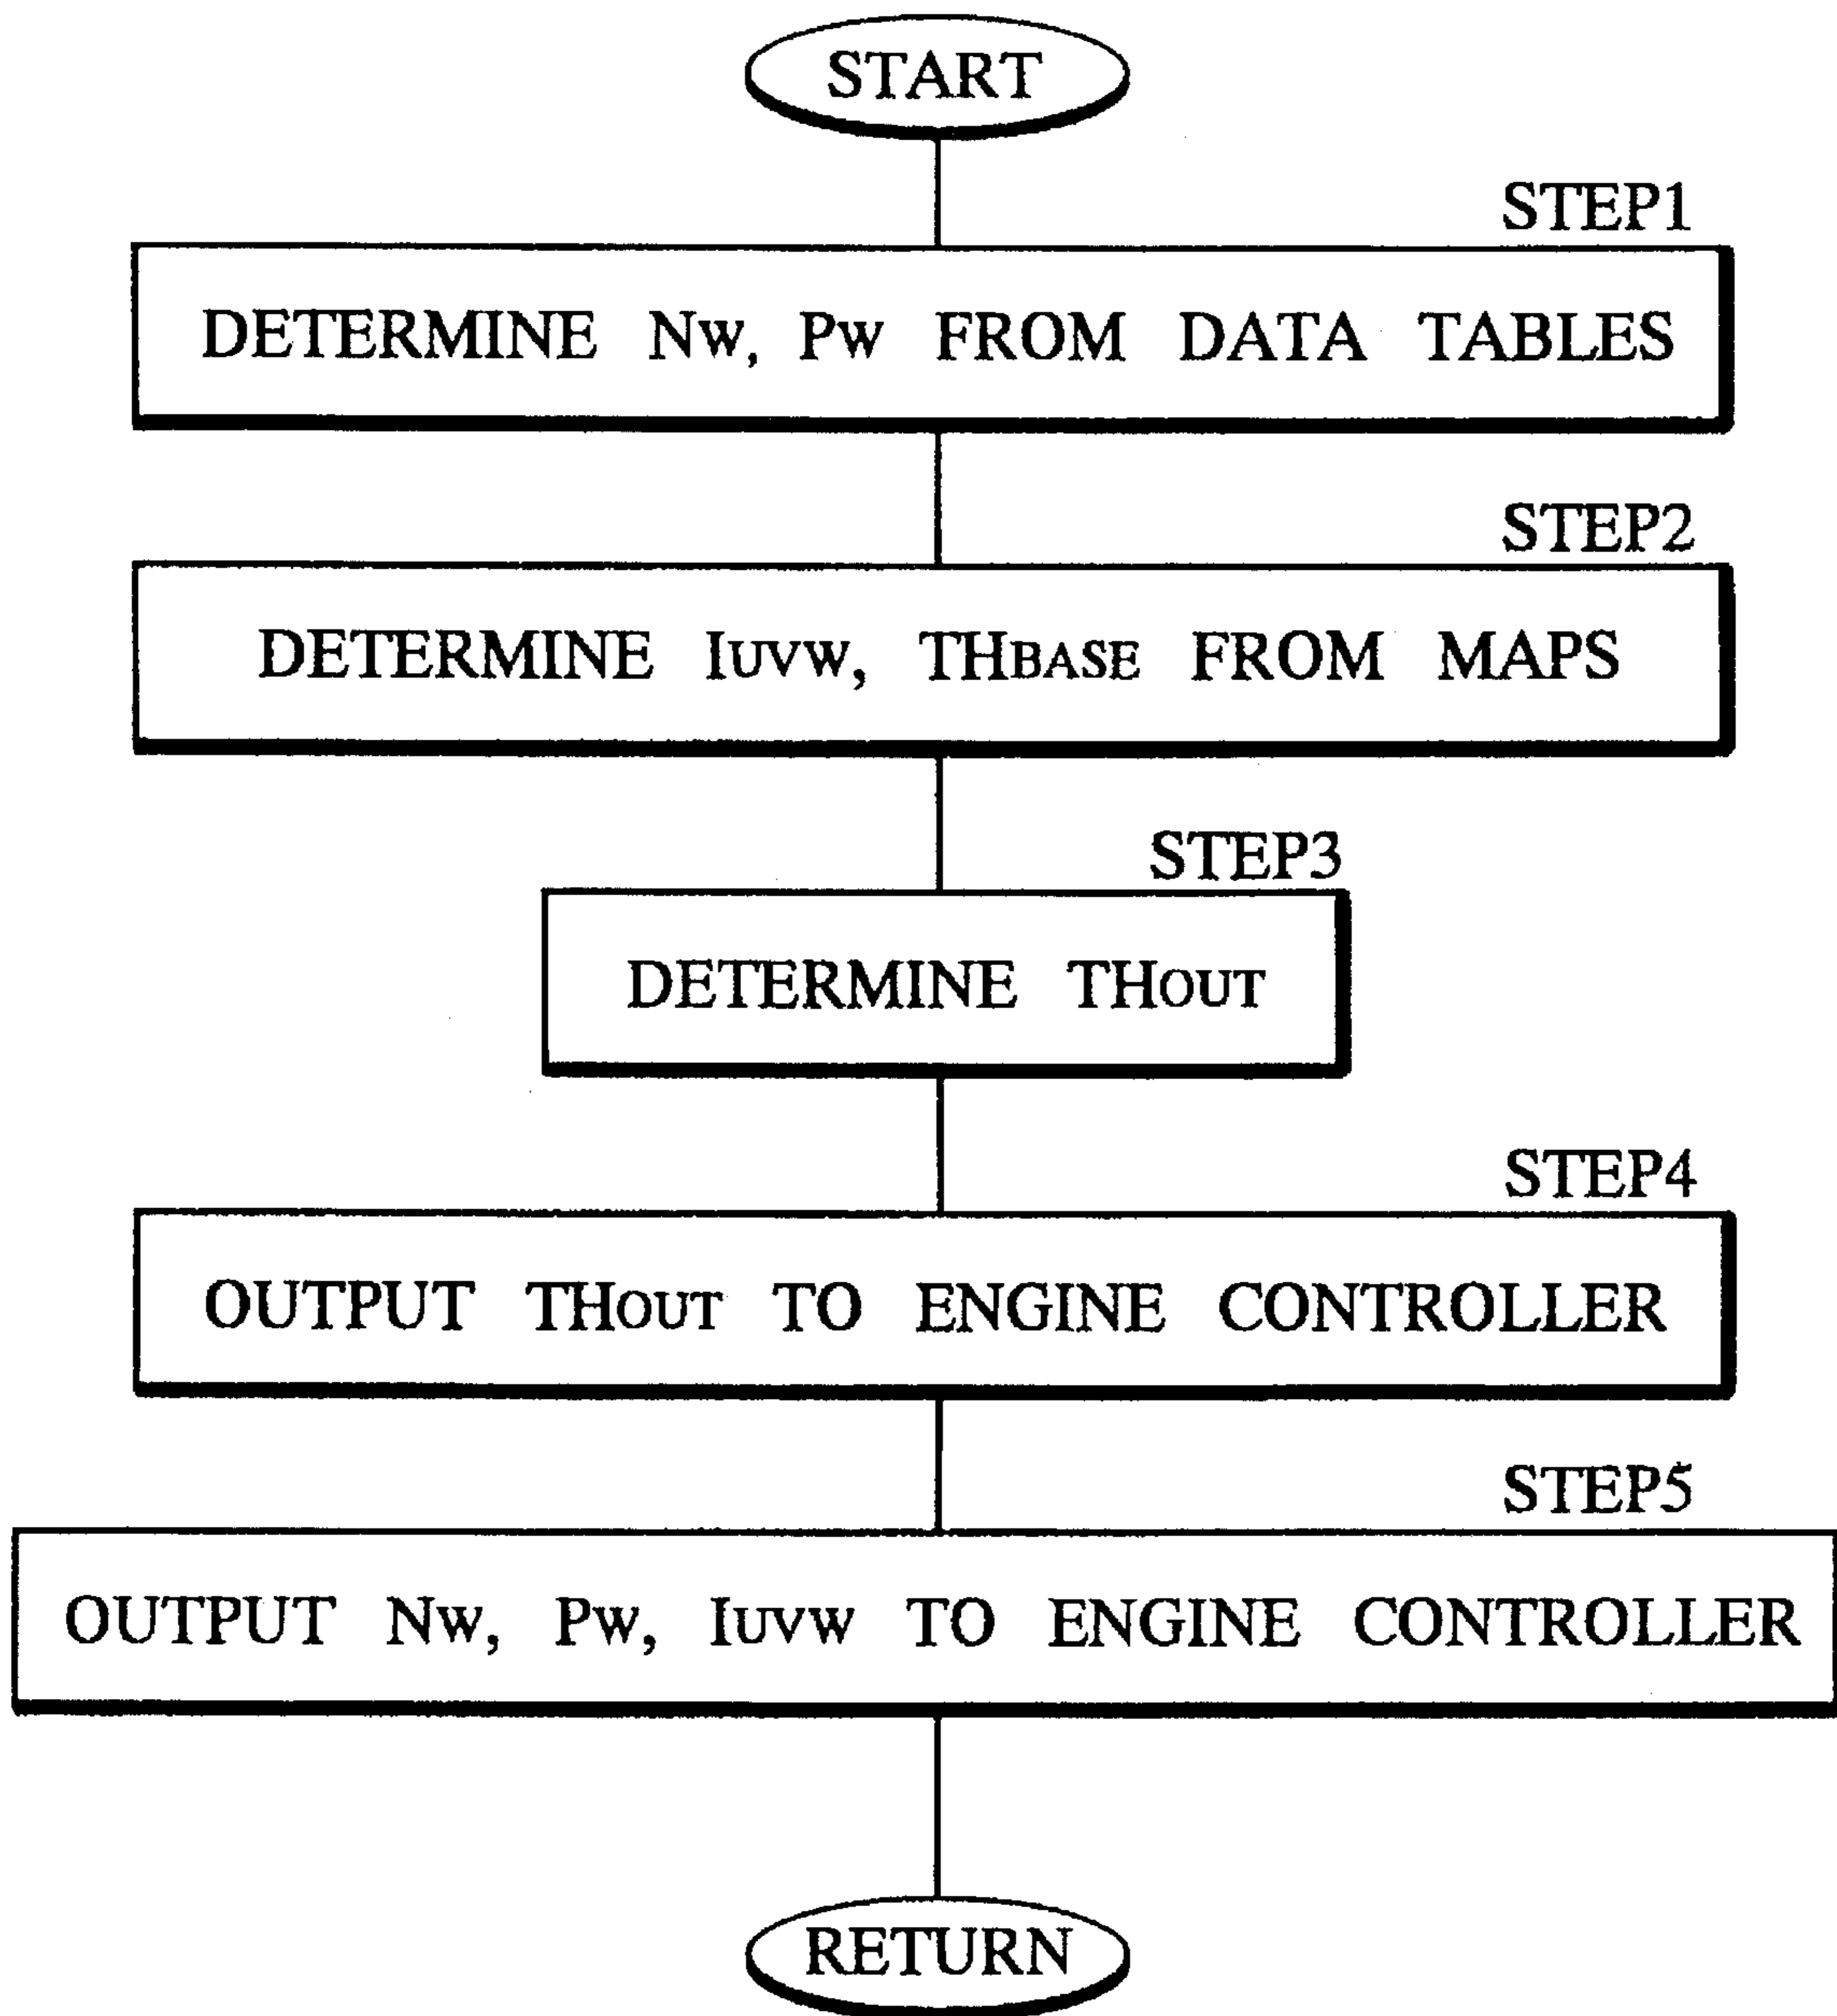 START
STEP1
DETERMINE NW, PW FROM DATA TABLES
STEP2
DETERMINE IUVW, THBASE FROM MAPS
STEP3
DETERMINE THOUT
STEP4
OUTPUT THOUT TO ENGINE CONTROLLER
STEP5
OUTPUT NW, PW, IUVW TO ENGINE CONTROLLER
RETURN